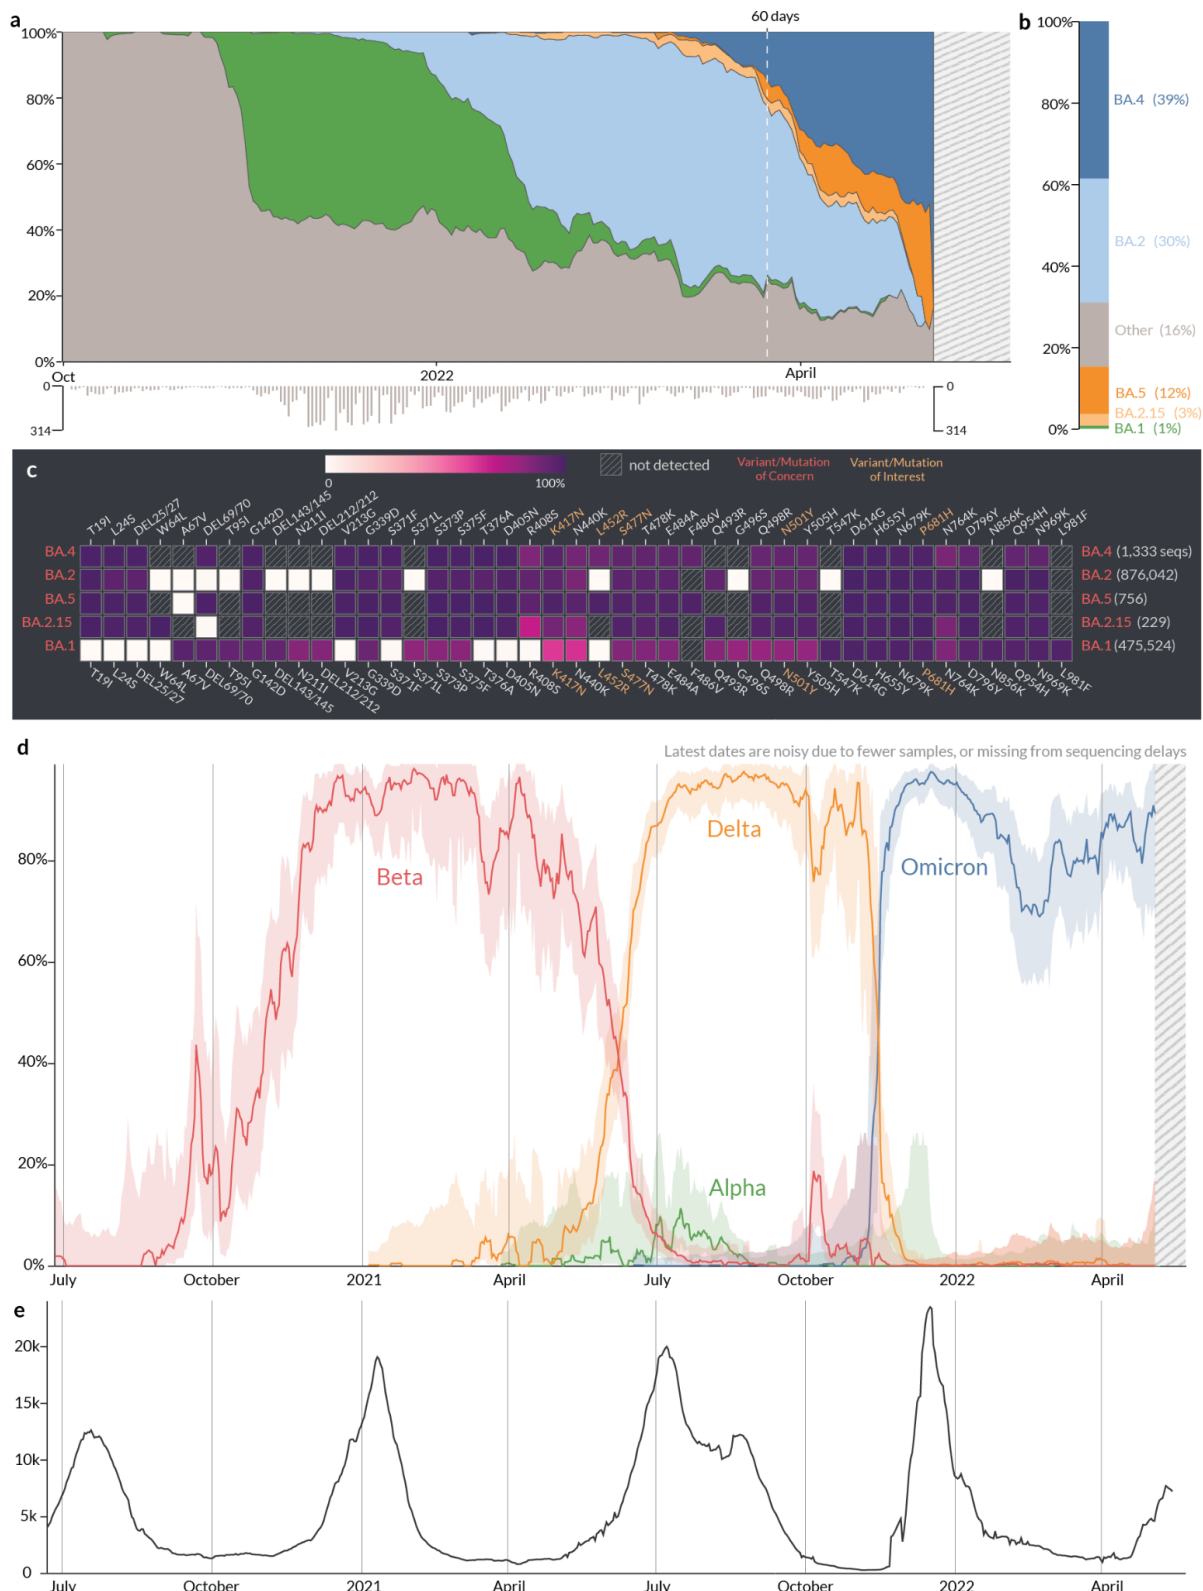 a
60 days
b
100%
80%
60%
40%
20%
0%
Oct
2022
April
0
314
0
314
100%
80%
60%
40%
20%
0%
BA.4 (39%)
BA.2 (30%)
Other (16%)
BA.5 (12%)
BA.2.15 (3%)
BA.1 (1%)
c
0
100%
not detected
Variant/Mutation
of Concern
Variant/Mutation
of Interest
T19I L24S DEL25/27 W64L A67V DEL69/70 T95I G142D DEL143/145 N211I DEL212/212 V213G G339D S371F S371L S373P S375F T376A D405N R408S K417N N440K L452R S477N T478K E484A F486V Q493R G496S Q498R N501Y Y505H T547K D614G H655Y N679K P681H N764K D796Y N856K Q954H N969K L981F
BA.4 BA.4 (1,333 seqs)
BA.2 BA.2 (876,042)
BA.5 BA.5 (756)
BA.2.15 BA.2.15 (229)
BA.1 BA.1 (475,524)
T19I L24S DEL25/27 W64L A67V DEL69/70 T95I G142D DEL143/145 N211I DEL212/212 V213G G339D S371F S371L S373P S375F T376A D405N R408S K417N N440K L452R S477N T478K E484A F486V Q493R G496S Q498R N501Y Y505H T547K D614G H655Y N679K P681H N764K D796Y N856K Q954H N969K L981F
d
Latest dates are noisy due to fewer samples, or missing from sequencing delays
80%
60%
40%
20%
0%
Beta
Delta
Omicron
Alpha
July October 2021 April July October 2022 April
e
20k
15k
10k
5k
0
July October 2021 April July October 2022 April